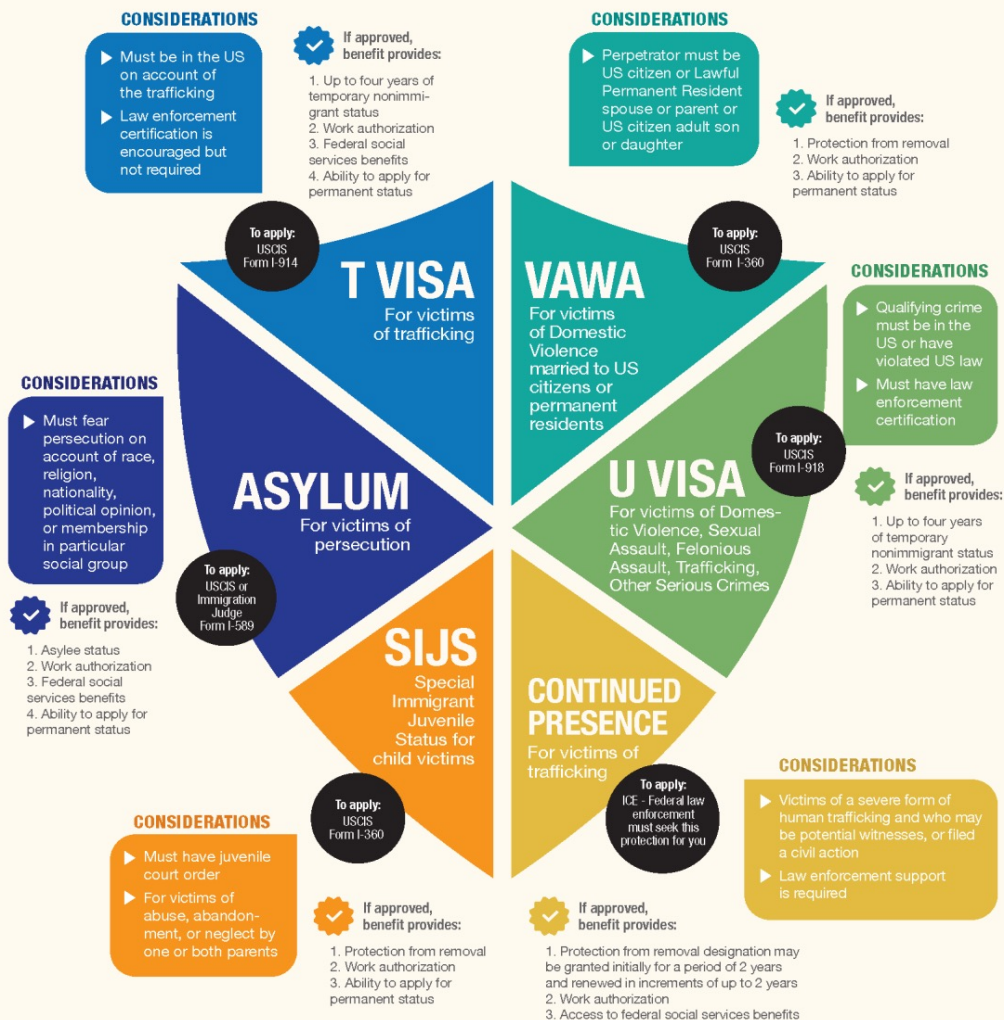 CONSIDERATIONS
Must be in the US
on account of
the trafficking
Law enforcement
certification is
encouraged but
not required
If approved,
benefit provides:
1. Up to four years of
temporary nonimmi-
grant status
2. Work authorization
3. Federal social
services benefits
4. Ability to apply for
permanent status
To apply:
USCIS
Form I-914
T VISA
For victims
of trafficking
CONSIDERATIONS
Perpetrator must be
US citizen or Lawful
Permanent Resident
spouse or parent or
US citizen adult son
or daughter
If approved,
benefit provides:
1. Protection from removal
2. Work authorization
3. Ability to apply for
permanent status
To apply:
USCIS
Form I-360
VAWA
For victims
of Domestic
Violence
married to US
citizens or
permanent
residents
CONSIDERATIONS
Qualifying crime
must be in the
US or have
violated US law
Must have law
enforcement
certification
To apply:
USCIS
Form I-918
If approved,
benefit provides:
1. Up to four years
of temporary
nonimmigrant status
2. Work authorization
3. Ability to apply for
permanent status
U VISA
For victims of Domes-
tic Violence, Sexual
Assault, Felonious
Assault, Trafficking,
Other Serious Crimes
CONSIDERATIONS
Must fear
persecution on
account of race,
religion,
nationality,
political opinion,
or membership
in particular
social group
ASYLUM
For victims of
persecution
To apply:
USCIS or
Immigration
Judge
Form I-589
If approved,
benefit provides:
1. Asylee status
2. Work authorization
3. Federal social
services benefits
4. Ability to apply for
permanent status
SIJS
Special
Immigrant
Juvenile
Status for
child victims
To apply:
USCIS
Form I-360
CONSIDERATIONS
Must have juvenile
court order
For victims of
abuse, abandon-
ment, or neglect by
one or both parents
If approved,
benefit provides:
1. Protection from removal
2. Work authorization
3. Ability to apply for
permanent status
CONTINUED
PRESENCE
For victims of
trafficking
To apply:
ICE - Federal law
enforcement
must seek this
protection for you
CONSIDERATIONS
Victims of a severe form of
human trafficking and who may
be potential witnesses, or filed
a civil action
Law enforcement support
is required
If approved,
benefit provides:
1. Protection from removal designation may
be granted initially for a period of 2 years
and renewed in increments of up to 2 years
2. Work authorization
3. Access to federal social services benefits